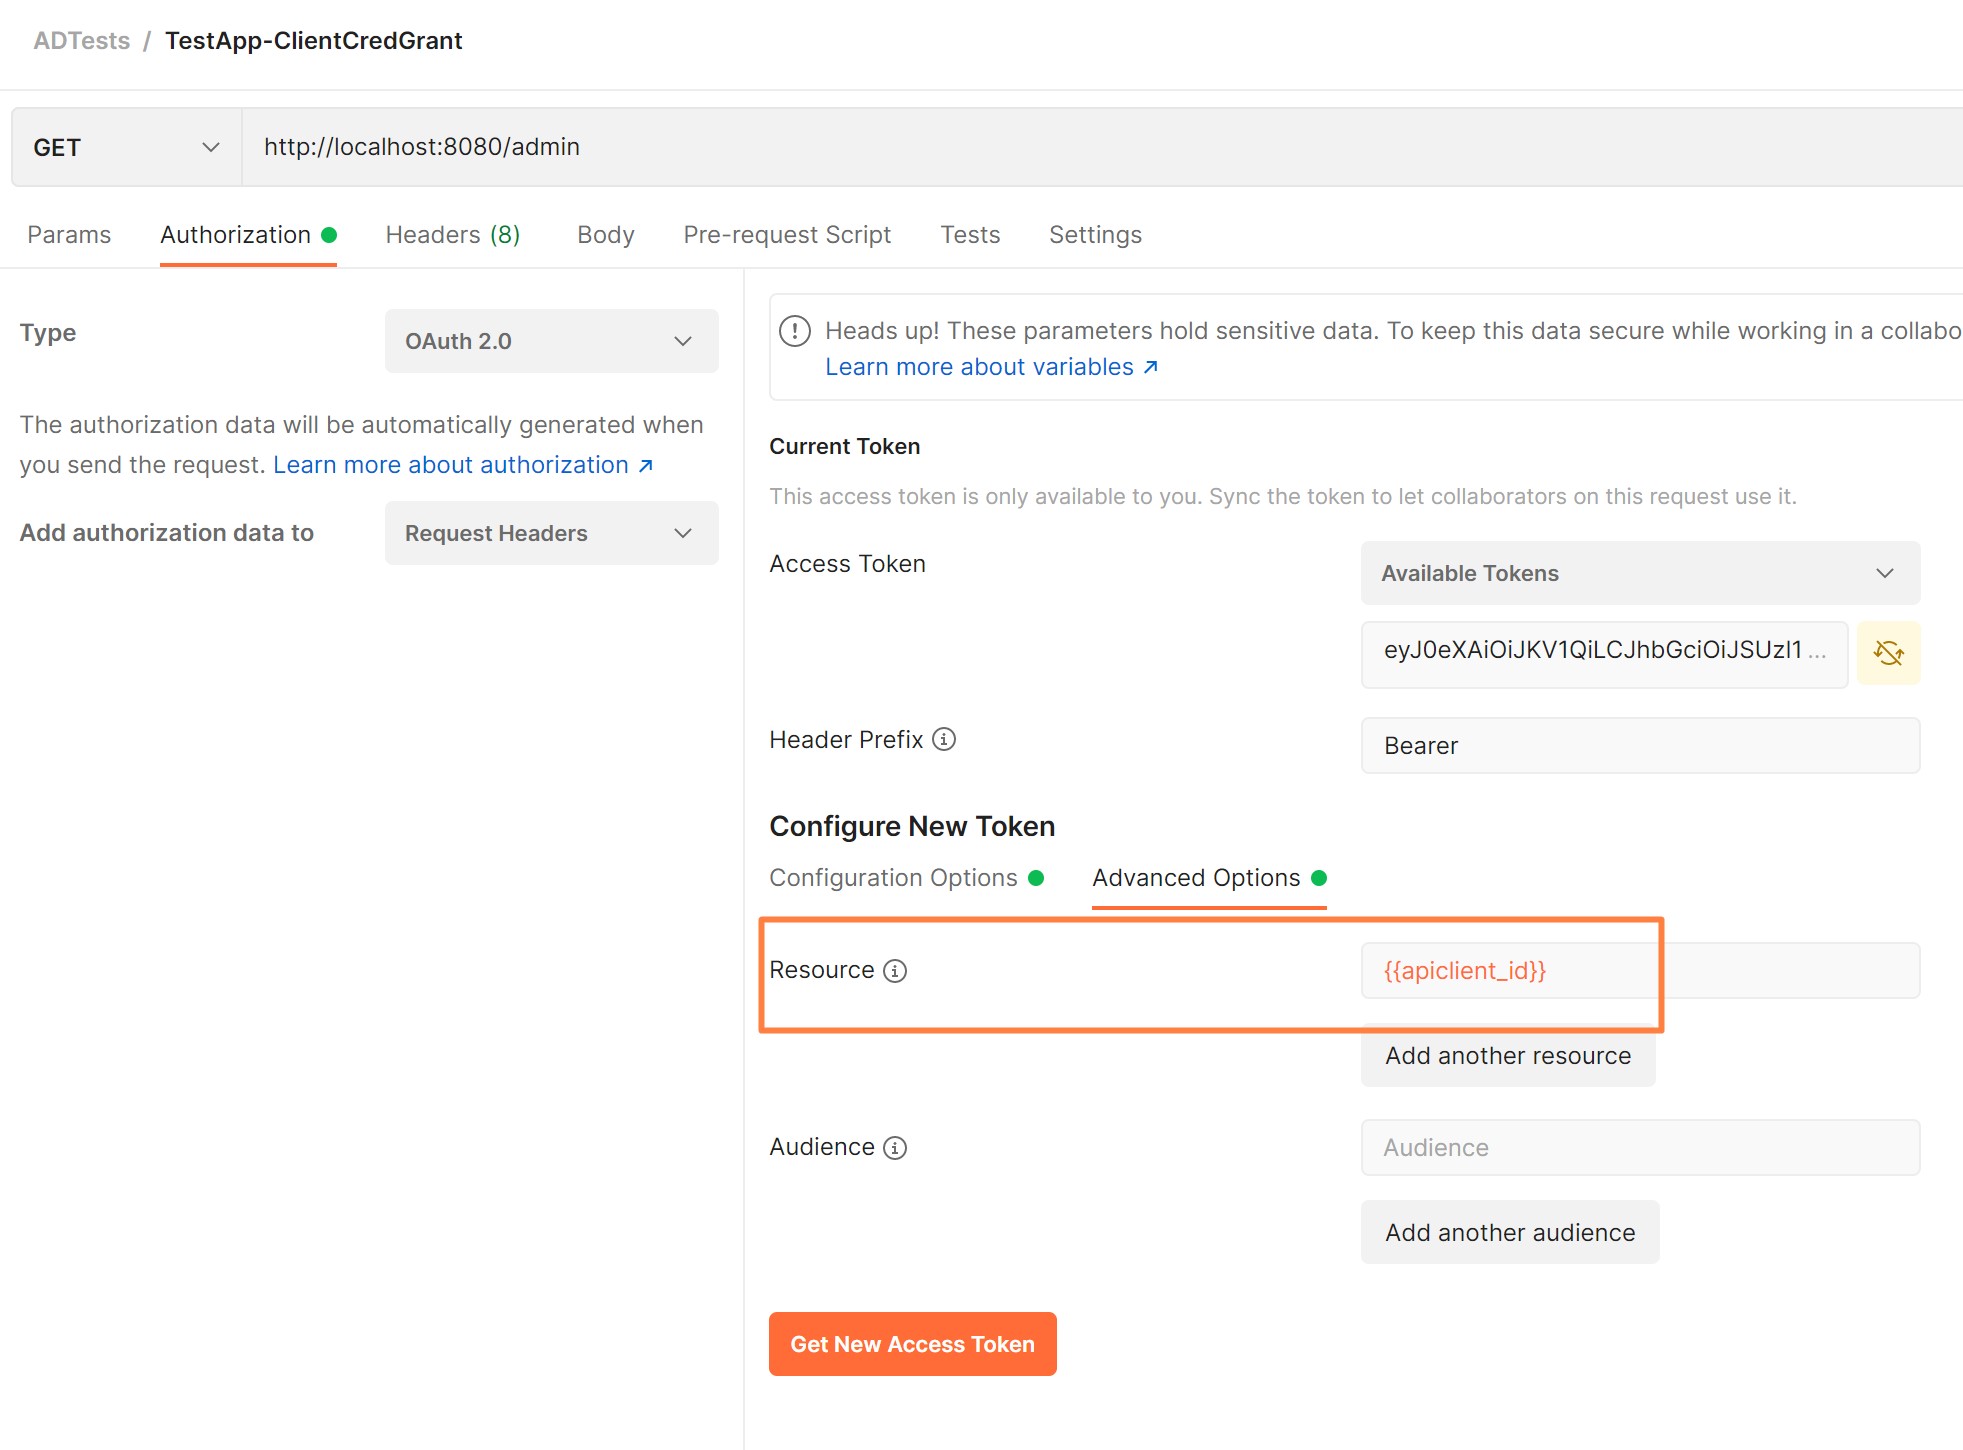 ADTests / TestApp-ClientCredGrant
GET http://localhost:8080/admin
Params Authorization Headers (8) Body Pre-request Script Tests Settings
Type OAuth 2.0
The authorization data will be automatically generated when
you send the request. Learn more about authorization ↗
Add authorization data to Request Headers
Heads up! These parameters hold sensitive data. To keep this data secure while working in a collabo
Learn more about variables ↗
Current Token
This access token is only available to you. Sync the token to let collaborators on this request use it.
Access Token Available Tokens
eyJ0eXAiOiJKV1QiLCJhbGciOiJSUzI1 ...
Header Prefix Bearer
Configure New Token
Configuration Options Advanced Options
Resource {{apiclient_id}}
Add another resource
Audience Audience
Add another audience
Get New Access Token